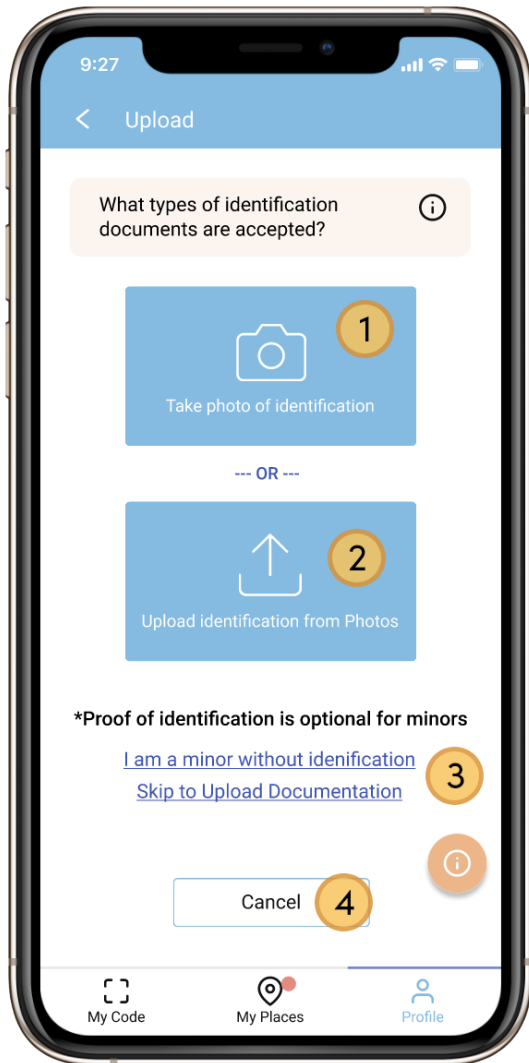 9:27
Upload
What types of identification
documents are accepted?
1
Take photo of identification
--- OR ---
2
Upload identification from Photos
*Proof of identification is optional for minors
I am a minor without idenification
3
Skip to Upload Documentation
Cancel
4
My Code
My Places
Profile